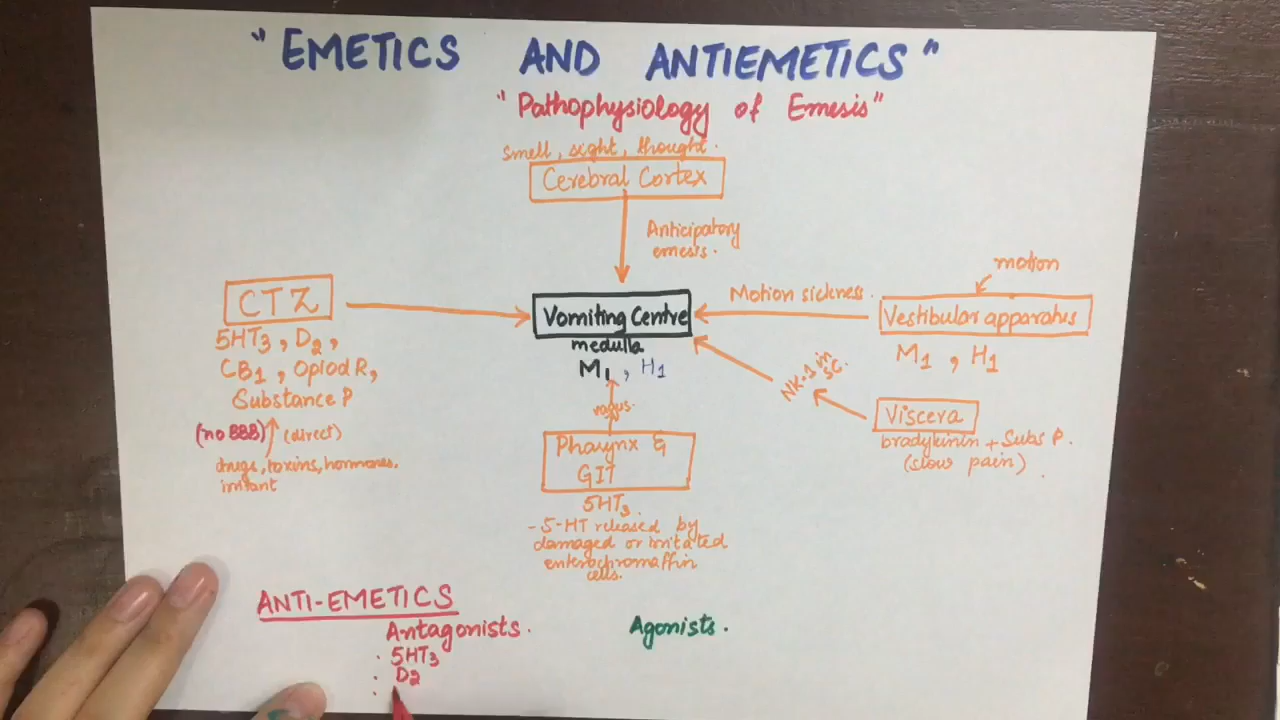 "EMETICS AND ANTIEMETICS"
"Pathophysiology of Emesis"
smell, sight, thought.
Cerebral Cortex
Anticipatory
emesis.
motion
CTZ
Motion sickness.
Vomiting Centre
Vestibular apparatus
5HT3, D2,
CB1, Opiod R,
Substance P
(no BBB) (direct)
drugs, toxins, hormones,
irritant
medulla
M1, H1
M1, H1
NK-1 in
SC.
Viscera
bradykinin + Subs P.
(slow pain)
vagus.
Pharynx &
GIT
5HT3.
- 5-HT released by
damaged or irritated
enterochromaffin
cells.
ANTI-EMETICS
Antagonists.
Agonists.
· 5HT3
· D2
·